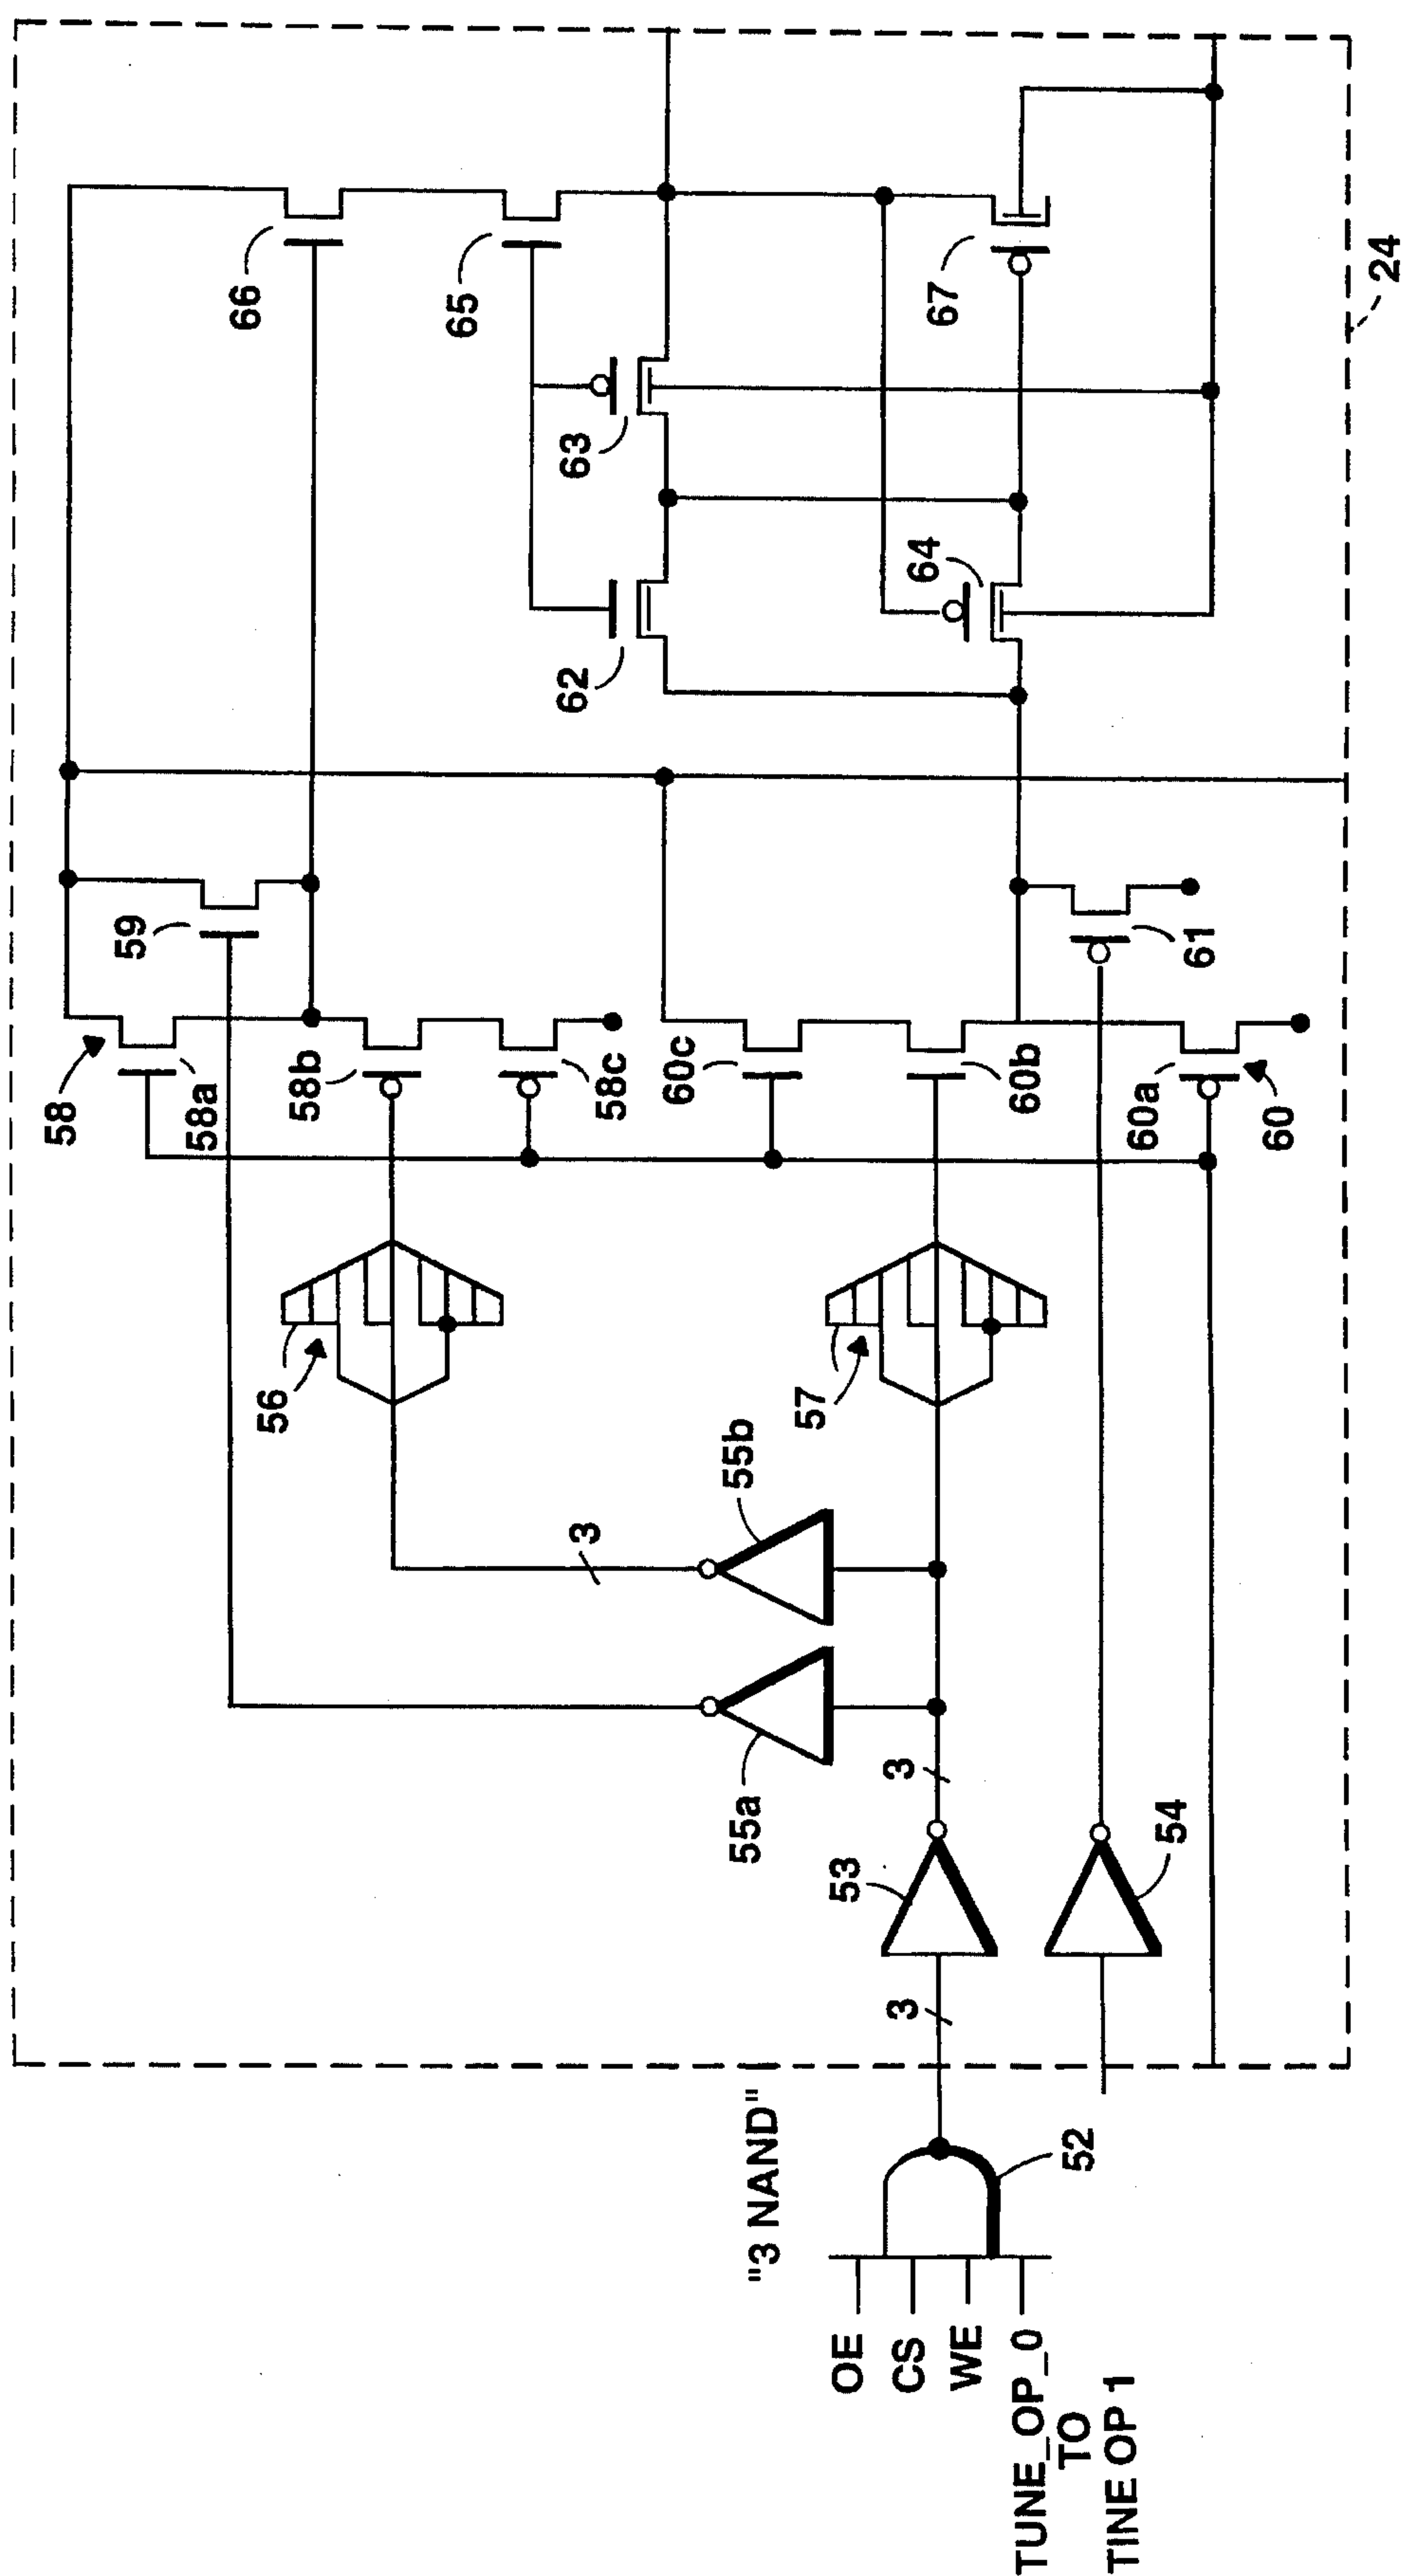 "3 NAND"
OE
CS
WE
TUNE_OP_0
TO
TINE OP 1
52
3
53
54
3
55a
55b
3
56
57
58
58a
58b
58c
59
60c
60b
60a
60
61
62
63
64
65
66
67
24